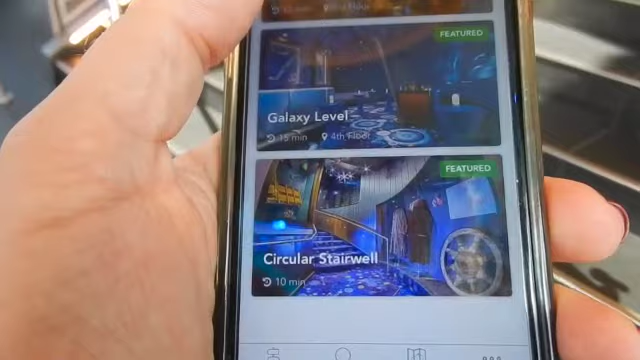 FEATURED
Galaxy Level
15 min 4th Floor
FEATURED
Circular Stairwell
10 min